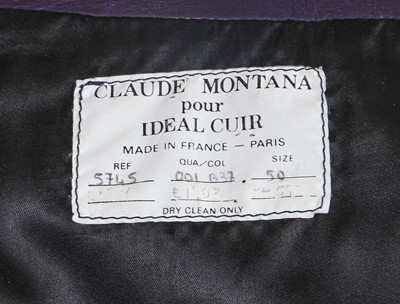 CLAUDE MONTANA
pour
IDEAL CUIR
MADE IN FRANCE — PARIS
REF QUA/COL SIZE
5745 001 B37 50
DRY CLEAN ONLY